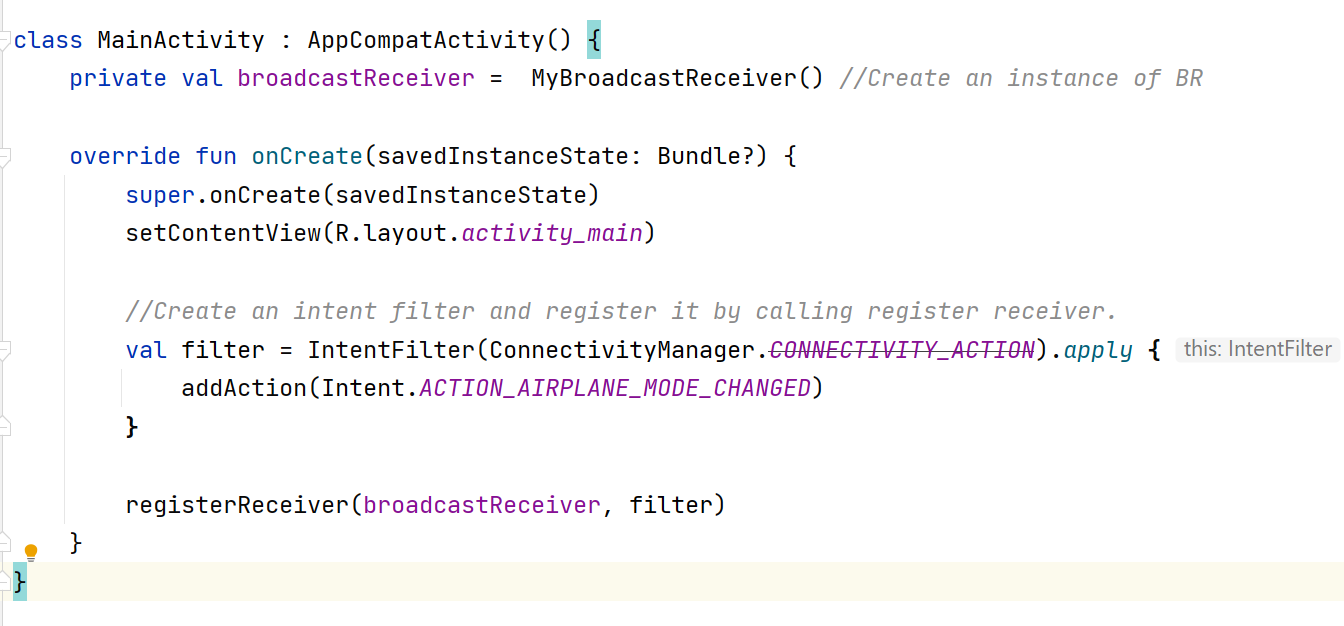 class MainActivity : AppCompatActivity() {
    private val broadcastReceiver =  MyBroadcastReceiver() //Create an instance of BR
    override fun onCreate(savedInstanceState: Bundle?) {
        super.onCreate(savedInstanceState)
        setContentView(R.layout.activity_main)
        //Create an intent filter and register it by calling register receiver.
        val filter = IntentFilter(ConnectivityManager.CONNECTIVITY_ACTION).apply { this: IntentFilter
            addAction(Intent.ACTION_AIRPLANE_MODE_CHANGED)
        }
        registerReceiver(broadcastReceiver, filter)
    }
}